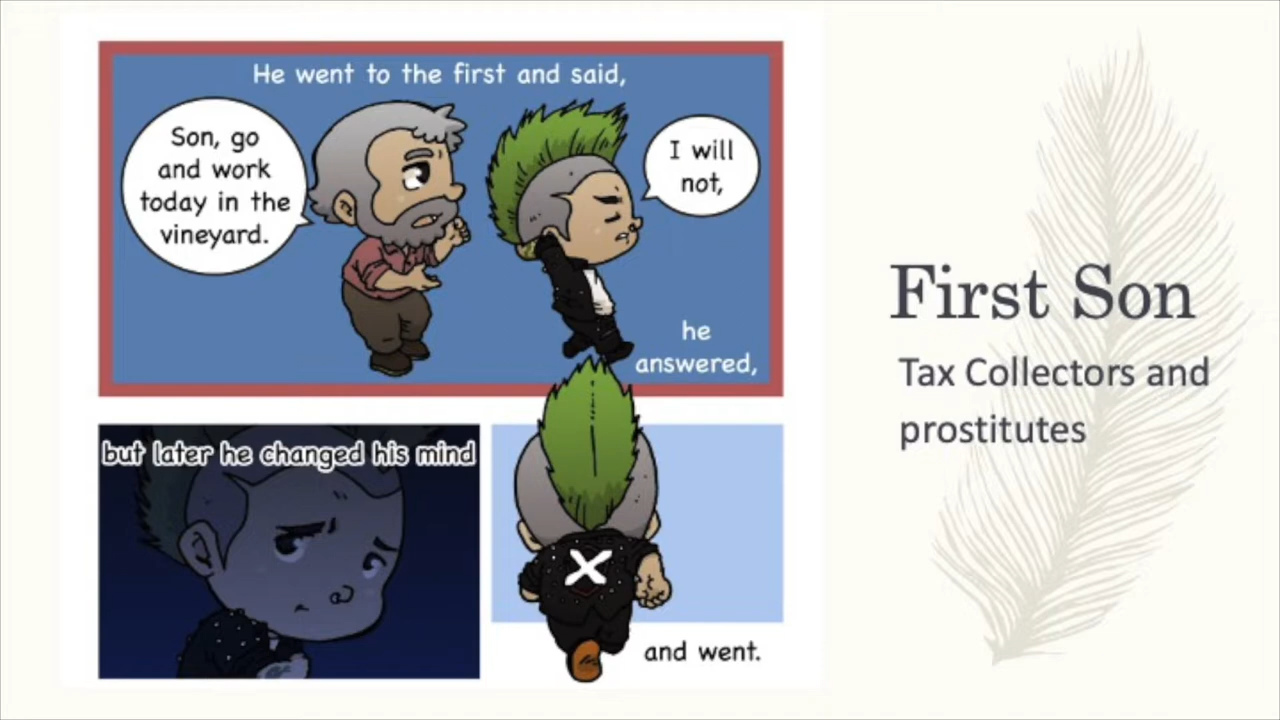 He went to the first and said,
Son, go
and work
today in the
vineyard.
I will
not,
he
answered,
but later he changed his mind
and went.
First Son
Tax Collectors and
prostitutes